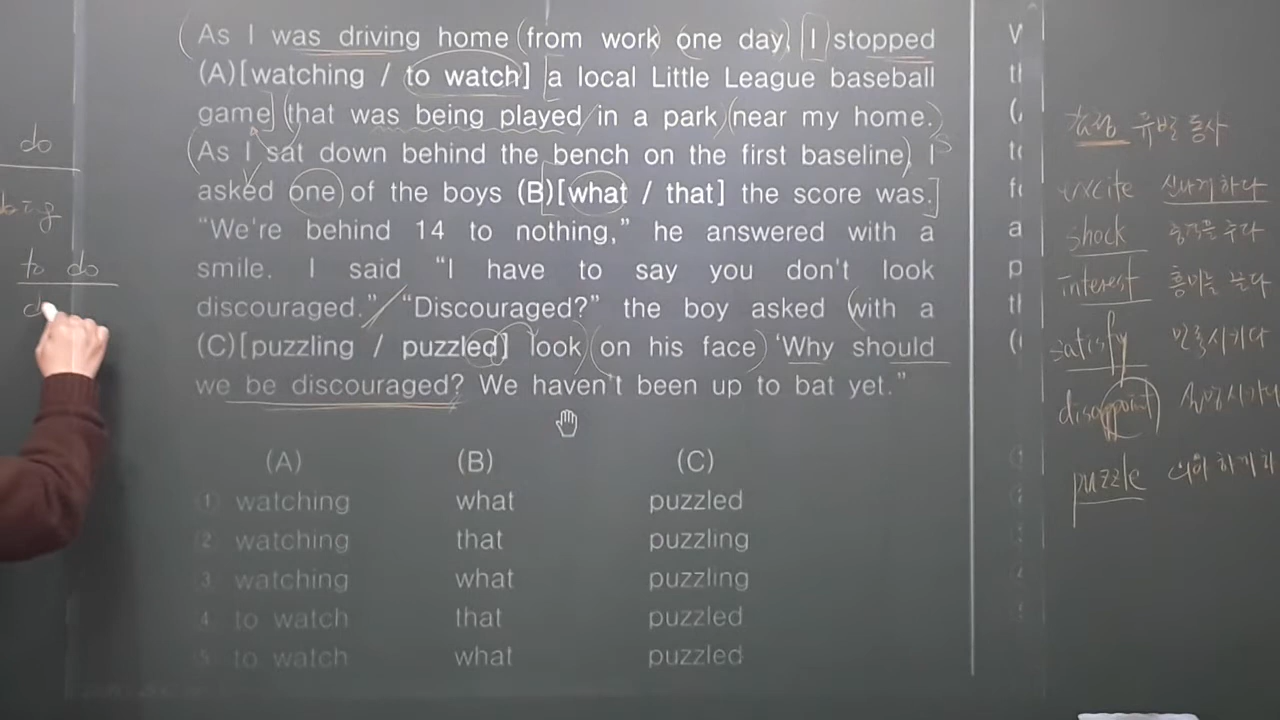 do
to do
As I was driving home from work one day, I stopped
(A)[watching / to watch] a local Little League baseball
game that was being played in a park near my home.
As I sat down behind the bench on the first baseline, I
asked one of the boys (B)[what / that] the score was.
“We're behind 14 to nothing,” he answered with a
smile. I said “I have to say you don't look
discouraged.” “Discouraged?” the boy asked with a
(C)[puzzling / puzzled] look on his face ‘Why should
we be discouraged? We haven't been up to bat yet.”
(A) (B) (C)
1 watching what puzzled
2 watching that puzzling
3 watching what puzzling
4 to watch that puzzled
5 to watch what puzzled
감정 유발 동사
excite 신나게하다
shock 충격을 주다
interest 흥미를 끌다
satisfy 만족시키다
disappoint 실망시키다
puzzle